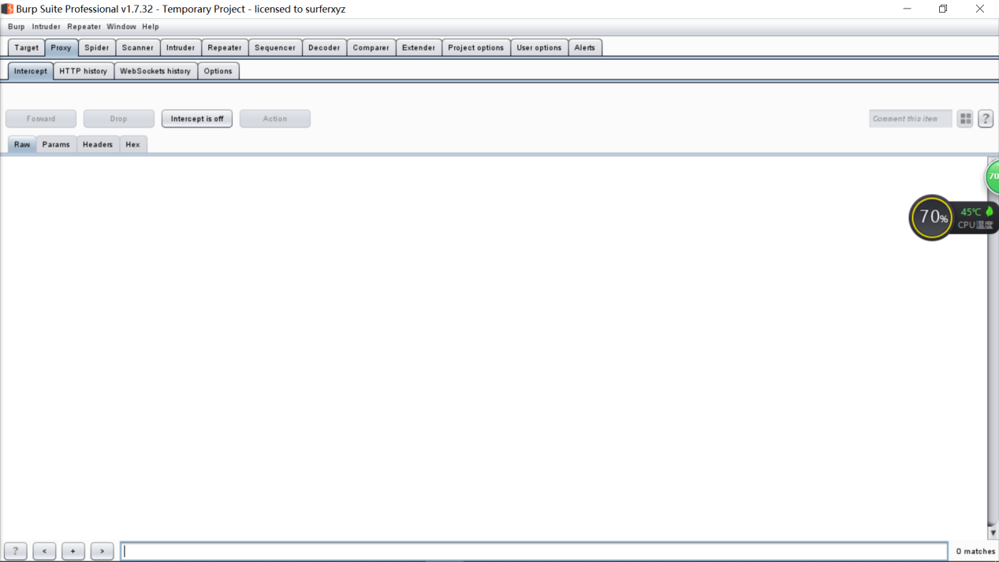 Burp Suite Professional v1.7.32 - Temporary Project - licensed to surferxyz
Burp Intruder Repeater Window Help
Target Proxy Spider Scanner Intruder Repeater Sequencer Decoder Comparer Extender Project options User options Alerts
Intercept HTTP history WebSockets history Options
Forward Drop Intercept is off Action Comment this item ?
Raw Params Headers Hex
70
70% 45℃
CPU温度
? < + > 0 matches